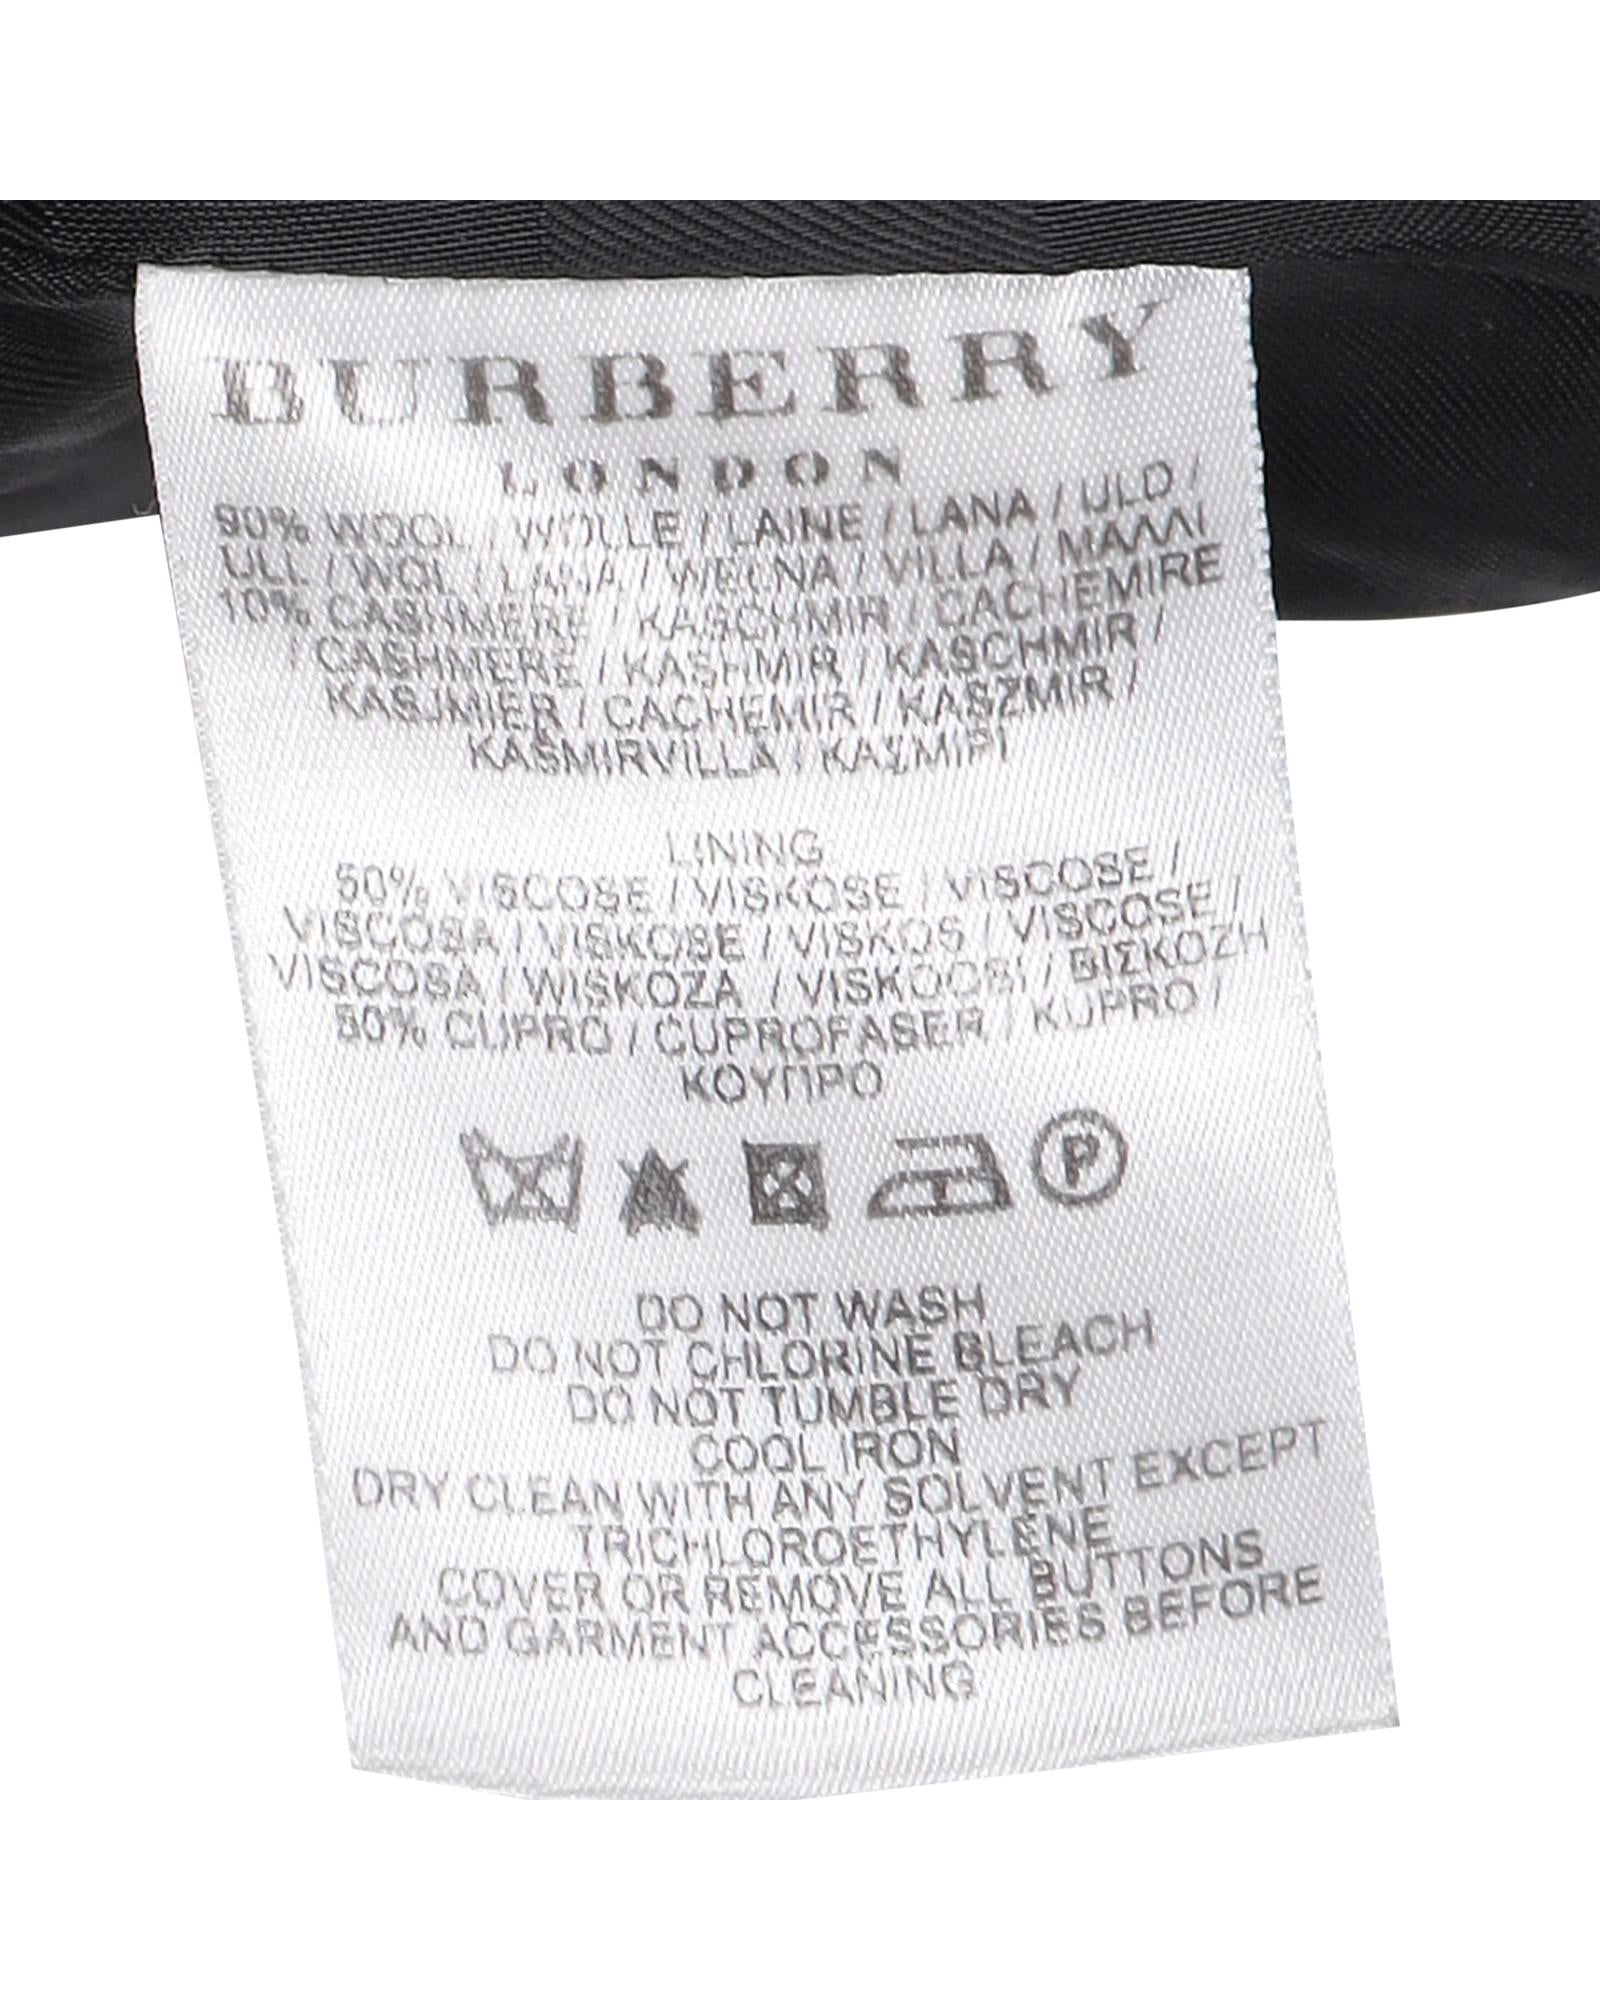 BURBERRY
LONDON
90% WOOL / WOLLE / LAINE / LANA / ULD /
ULL / WOL / LANA / WEŁNA / VILLA / ΜΑΛΛΙ
10% CASHMERE / KASCHMIR / CACHEMIRE
/ CASHMERE / KASHMIR / KASCHMIR /
KASJMIER / CACHEMIR / KASZMIR /
KAŠMIRVILLA / ΚΑΣΜΙΡΙ
LINING
50% VISCOSE / VISKOSE / VISCOSE /
VISCOSA / VISKOSE / VISKOS / VISCOSE /
VISCOSA / WISKOZA / VISKOOSI / ΒΙΣΚΟΖΗ
50% CUPRO / CUPROFASER / KUPRO /
ΚΟΥΠΡΟ
P
DO NOT WASH
DO NOT CHLORINE BLEACH
DO NOT TUMBLE DRY
COOL IRON
DRY CLEAN WITH ANY SOLVENT EXCEPT
TRICHLOROETHYLENE
COVER OR REMOVE ALL BUTTONS
AND GARMENT ACCESSORIES BEFORE
CLEANING